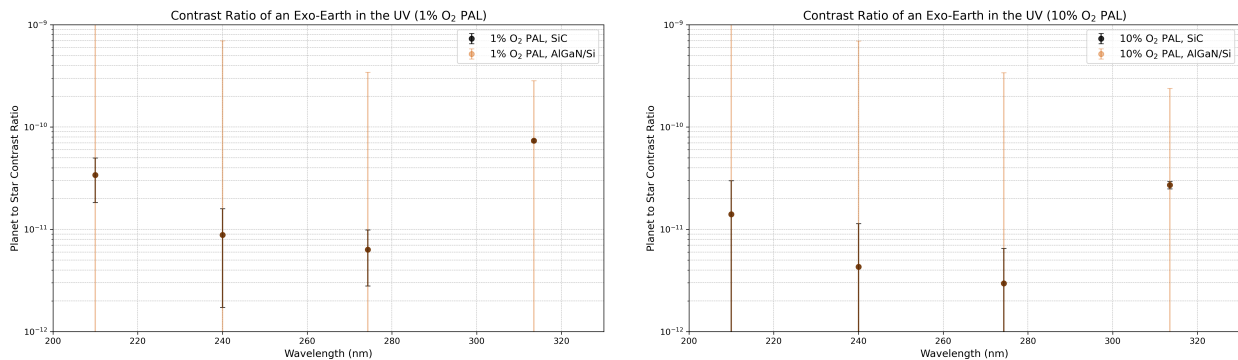 Contrast Ratio of an Exo-Earth in the UV (1% O₂ PAL)
10⁻⁹
10⁻¹⁰
10⁻¹¹
10⁻¹²
Planet to Star Contrast Ratio
1% O₂ PAL, SiC
1% O₂ PAL, AlGaN/Si
200 220 240 260 280 300 320
Wavelength (nm)
Contrast Ratio of an Exo-Earth in the UV (10% O₂ PAL)
10⁻⁹
10⁻¹⁰
10⁻¹¹
10⁻¹²
Planet to Star Contrast Ratio
10% O₂ PAL, SiC
10% O₂ PAL, AlGaN/Si
200 220 240 260 280 300 320
Wavelength (nm)